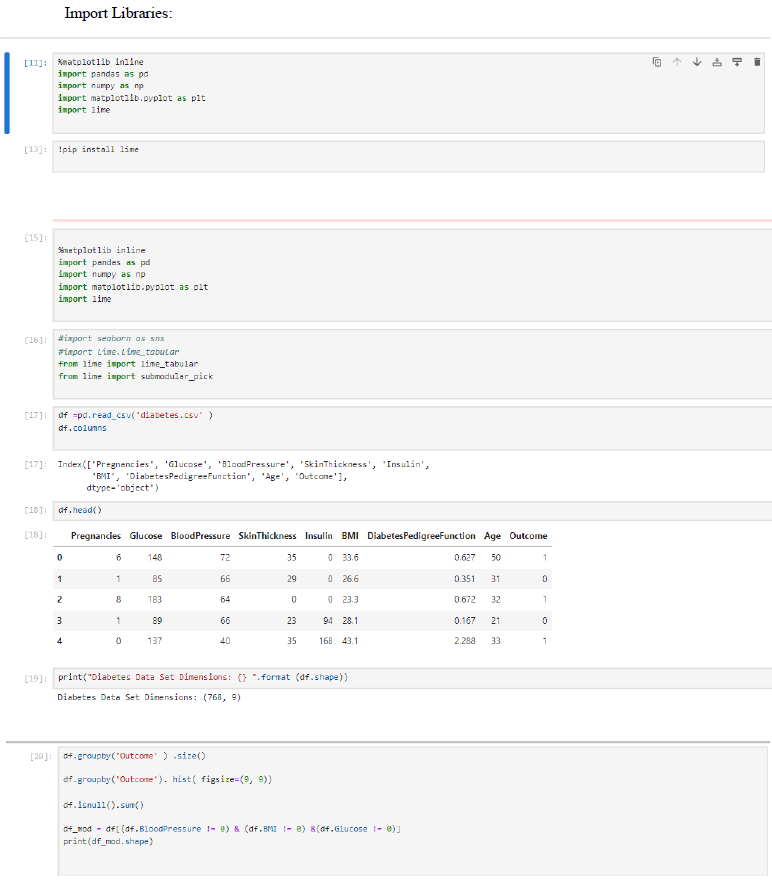 Import Libraries:
[11]: %matplotlib inline
import pandas as pd
import numpy as np
import matplotlib.pyplot as plt
import lime
[13]: !pip install lime
[15]:
%matplotlib inline
import pandas as pd
import numpy as np
import matplotlib.pyplot as plt
import lime
[16]: #import seaborn as sns
#import lime.lime_tabular
from lime import lime_tabular
from lime import submodular_pick
[17]: df =pd.read_csv('diabetes.csv' )
df.columns
[17]: Index(['Pregnancies', 'Glucose', 'BloodPressure', 'SkinThickness', 'Insulin',
'BMI', 'DiabetesPedigreeFunction', 'Age', 'Outcome'],
dtype='object')
[18]: df.head()
[18]: Pregnancies Glucose BloodPressure SkinThickness Insulin BMI DiabetesPedigreeFunction Age Outcome
0 6 148 72 35 0 33.6 0.627 50 1
1 1 85 66 29 0 26.6 0.351 31 0
2 8 183 64 0 0 23.3 0.672 32 1
3 1 89 66 23 94 28.1 0.167 21 0
4 0 137 40 35 168 43.1 2.288 33 1
[19]: print("Diabetes Data Set Dimensions: {} ".format (df.shape))
Diabetes Data Set Dimensions: (768, 9)
[20]: df.groupby('Outcome' ) .size()
df.groupby('Outcome'). hist( figsize=(9, 9))
df.isnull().sum()
df_mod = df[(df.BloodPressure != 0) & (df.BMI != 0) &(df.Glucose != 0)]
print(df_mod.shape)